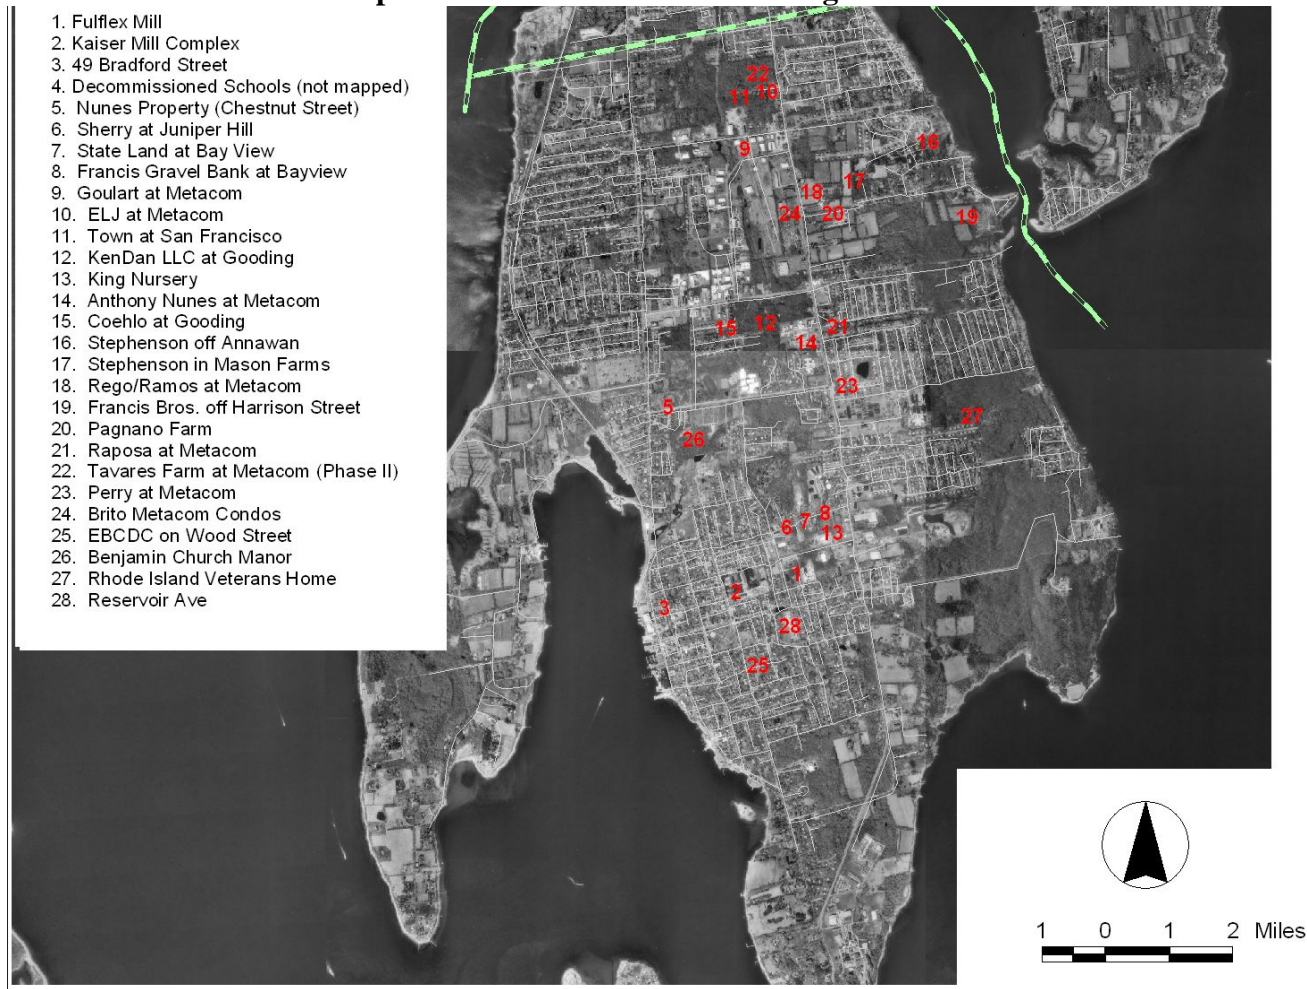 1. Fulflex Mill
2. Kaiser Mill Complex
3. 49 Bradford Street
4. Decommissioned Schools (not mapped)
5. Nunes Property (Chestnut Street)
6. Sherry at Juniper Hill
7. State Land at Bay View
8. Francis Gravel Bank at Bayview
9. Goulart at Metacom
10. ELJ at Metacom
11. Town at San Francisco
12. KenDan LLC at Gooding
13. King Nursery
14. Anthony Nunes at Metacom
15. Coehlo at Gooding
16. Stephenson off Annawan
17. Stephenson in Mason Farms
18. Rego/Ramos at Metacom
19. Francis Bros. off Harrison Street
20. Pagnano Farm
21. Raposa at Metacom
22. Tavares Farm at Metacom (Phase II)
23. Perry at Metacom
24. Brito Metacom Condos
25. EBCDC on Wood Street
26. Benjamin Church Manor
27. Rhode Island Veterans Home
28. Reservoir Ave
22
11 10
16
9
17
18
24 20
19
15 12
21
14
23
5
27
26
8
7
6
13
1
2
3
28
25
1 0 1 2 Miles